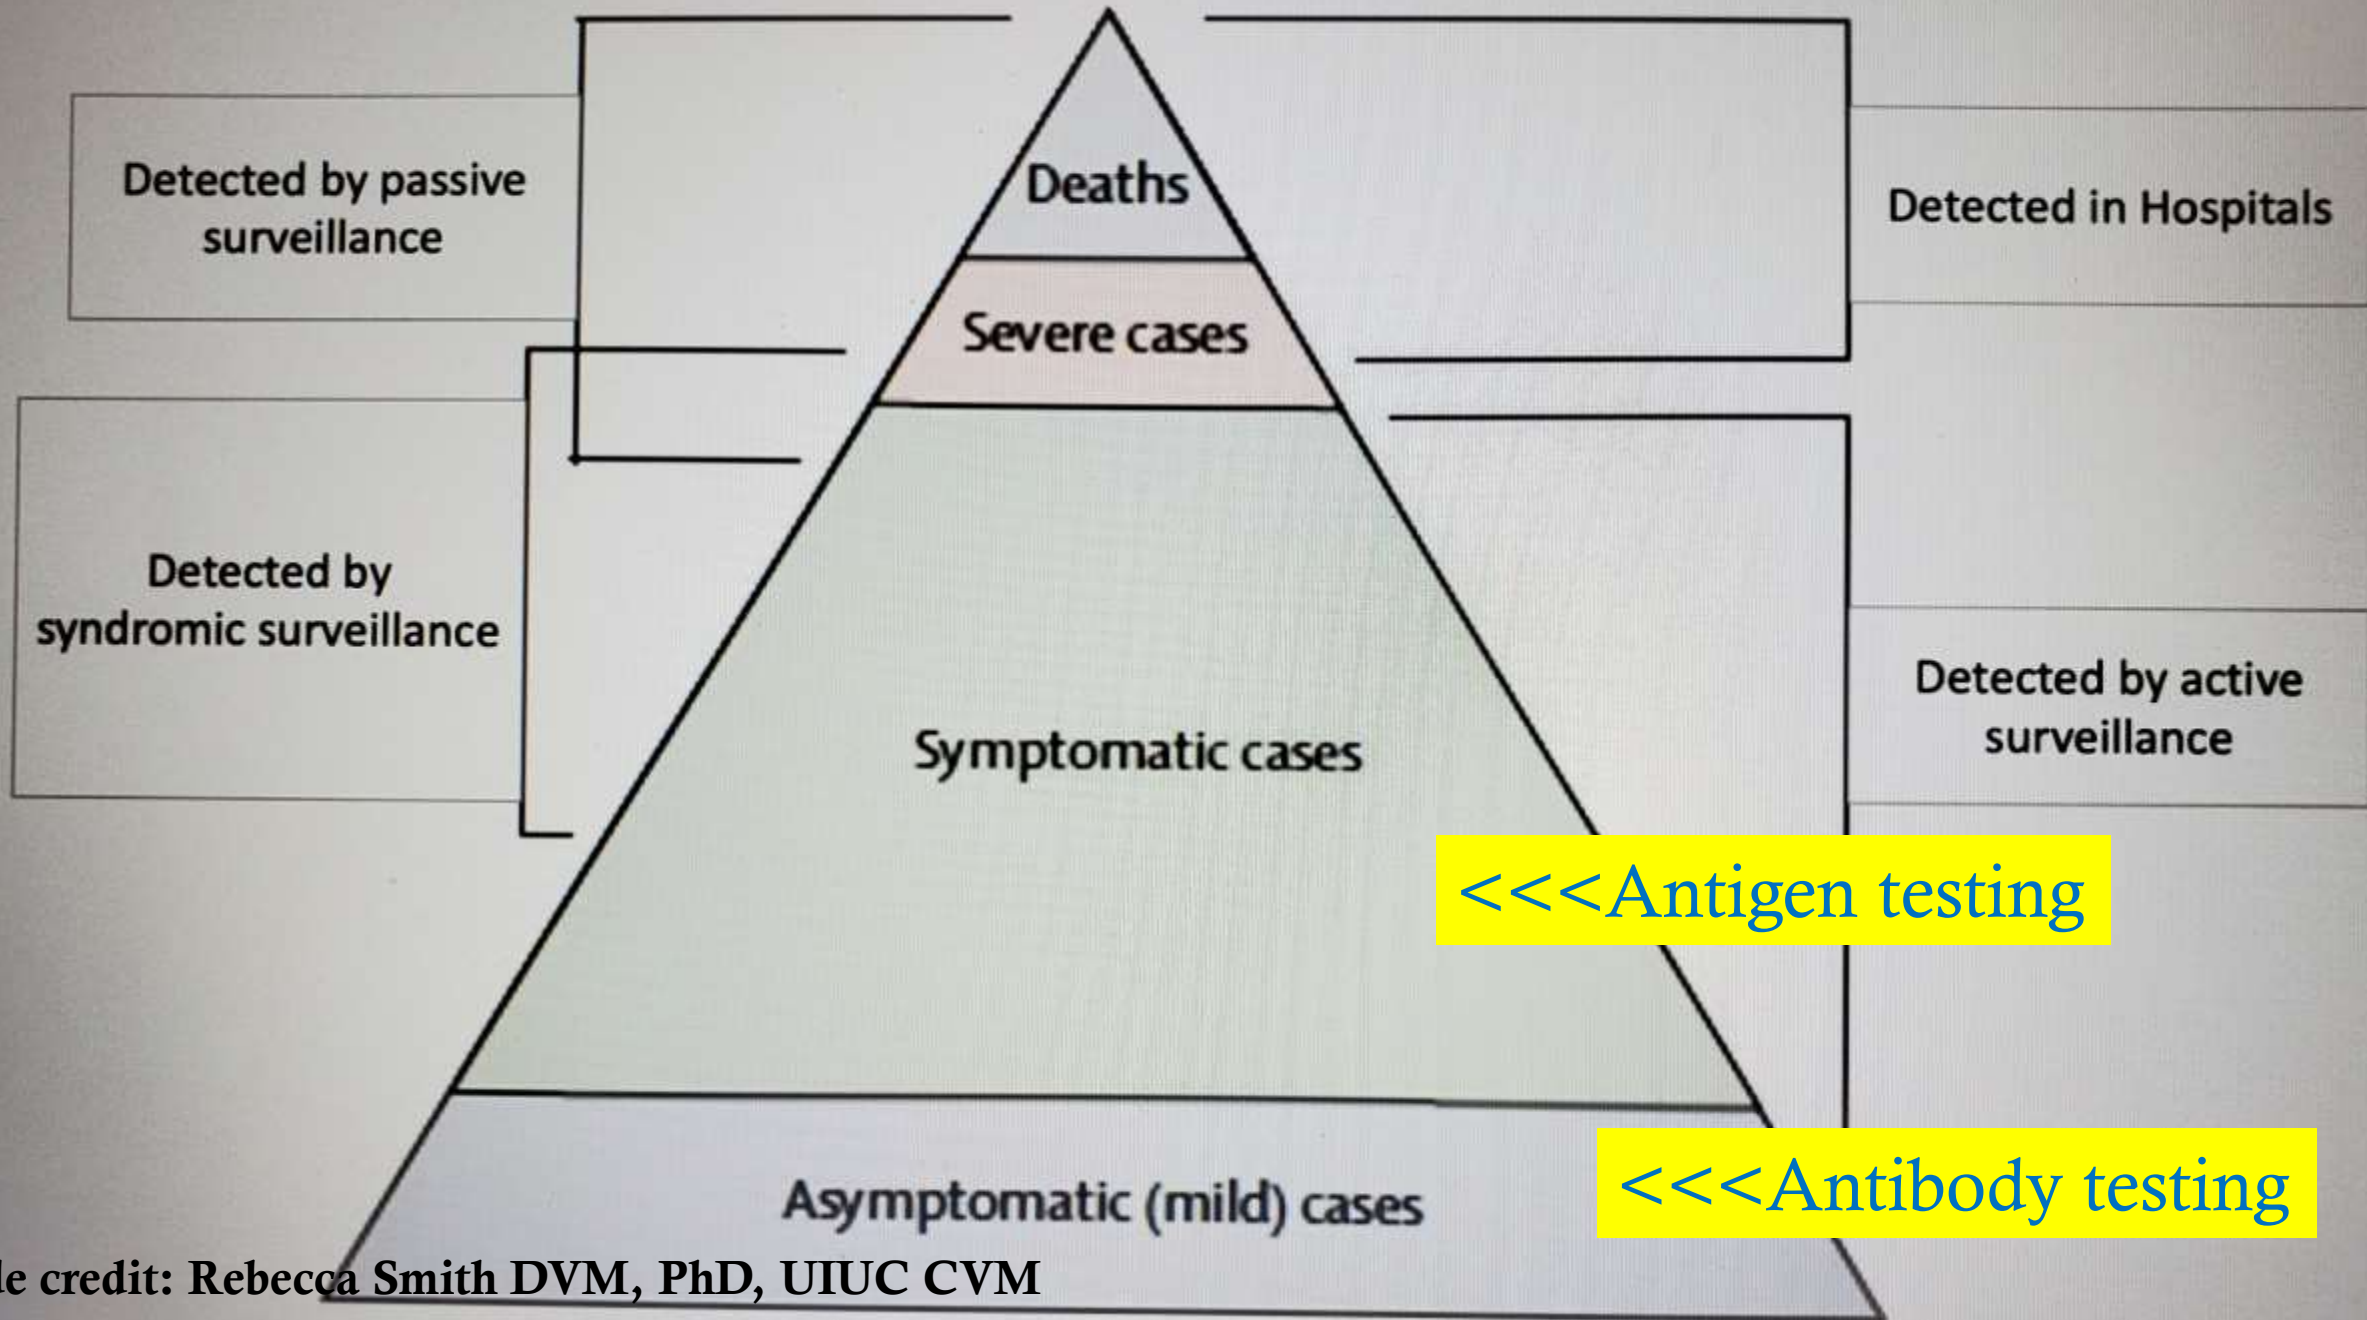 Detected by passive
surveillance
Deaths
Detected in Hospitals
Severe cases
Detected by
syndromic surveillance
Detected by active
surveillance
Symptomatic cases
<<<Antigen testing
<<<Antibody testing
Asymptomatic (mild) cases
credit: Rebecca Smith DVM, PhD, UIUC CVM